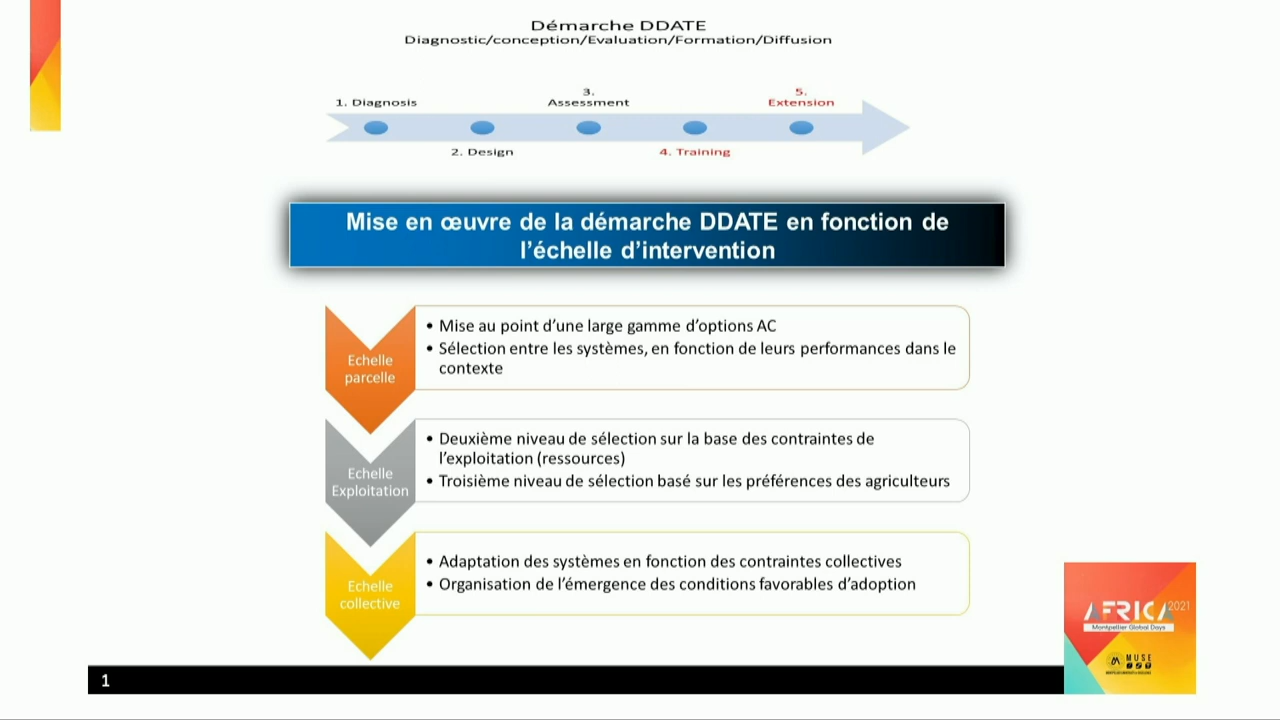 Démarche DDATE
Diagnostic/conception/Evaluation/Formation/Diffusion
1. Diagnosis
2. Design
3.
Assessment
4. Training
5.
Extension
Mise en œuvre de la démarche DDATE en fonction de
l’échelle d’intervention
Echelle
parcelle
• Mise au point d’une large gamme d’options AC
• Sélection entre les systèmes, en fonction de leurs performances dans le
contexte
Echelle
Exploitation
• Deuxième niveau de sélection sur la base des contraintes de
l’exploitation (ressources)
• Troisième niveau de sélection basé sur les préférences des agriculteurs
Echelle
collective
• Adaptation des systèmes en fonction des contraintes collectives
• Organisation de l’émergence des conditions favorables d’adoption
1
AFRICA 2021
Montpellier Global Days
MUSE